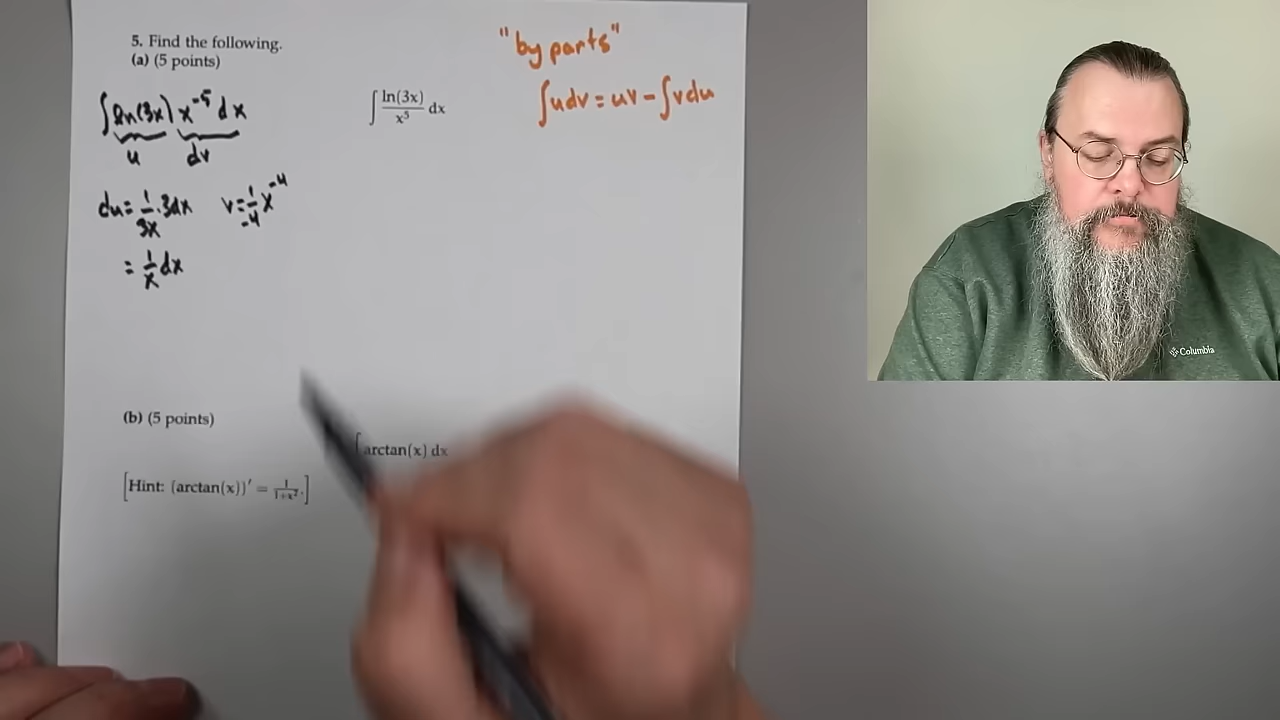 5. Find the following.
(a) (5 points)
∫ ln(3x)/x⁵ dx
"by parts"
∫udv = uv − ∫vdu
∫ln(3x) x⁻⁵ dx
u dv
du = 1/3x · 3dx v = 1/-4 x⁻⁴
= 1/x dx
(b) (5 points)
∫ arctan(x) dx
[Hint: (arctan(x))′ = 1/1+x².]
Columbia